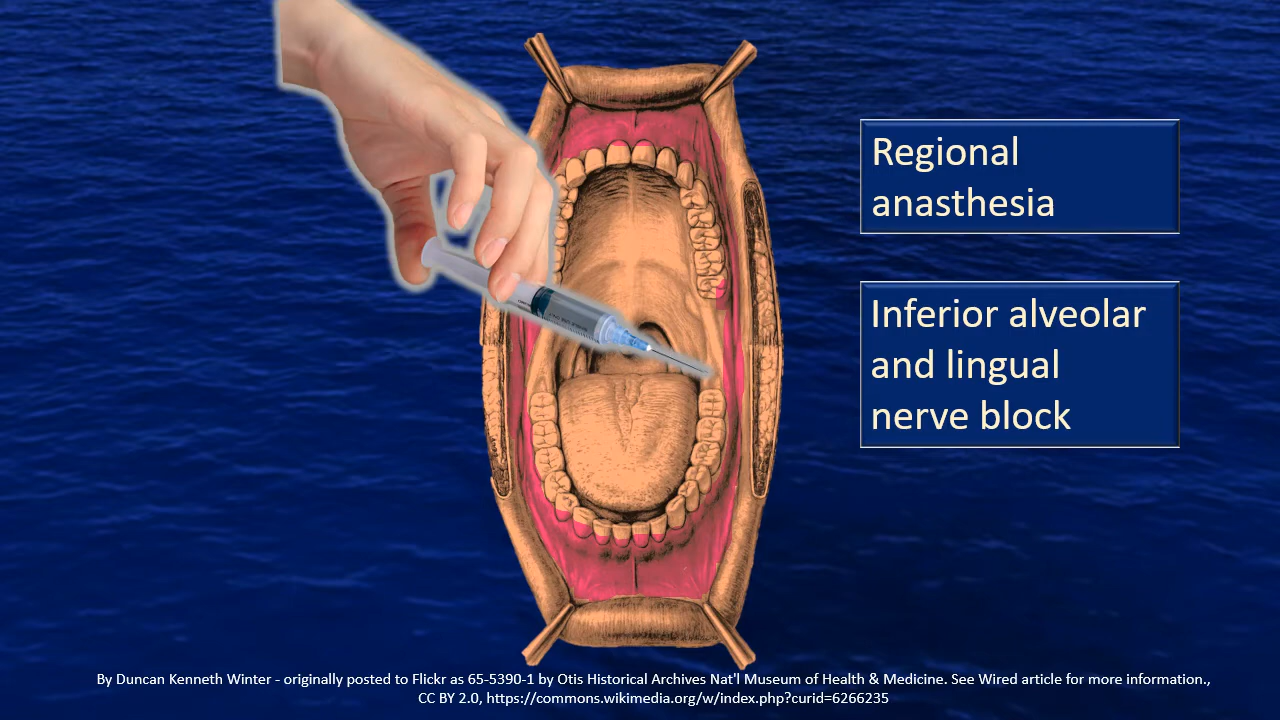 Regional
anasthesia
Inferior alveolar
and lingual
nerve block
By Duncan Kenneth Winter - originally posted to Flickr as 65-5390-1 by Otis Historical Archives Nat'l Museum of Health & Medicine. See Wired article for more information.,
CC BY 2.0, https://commons.wikimedia.org/w/index.php?curid=6266235